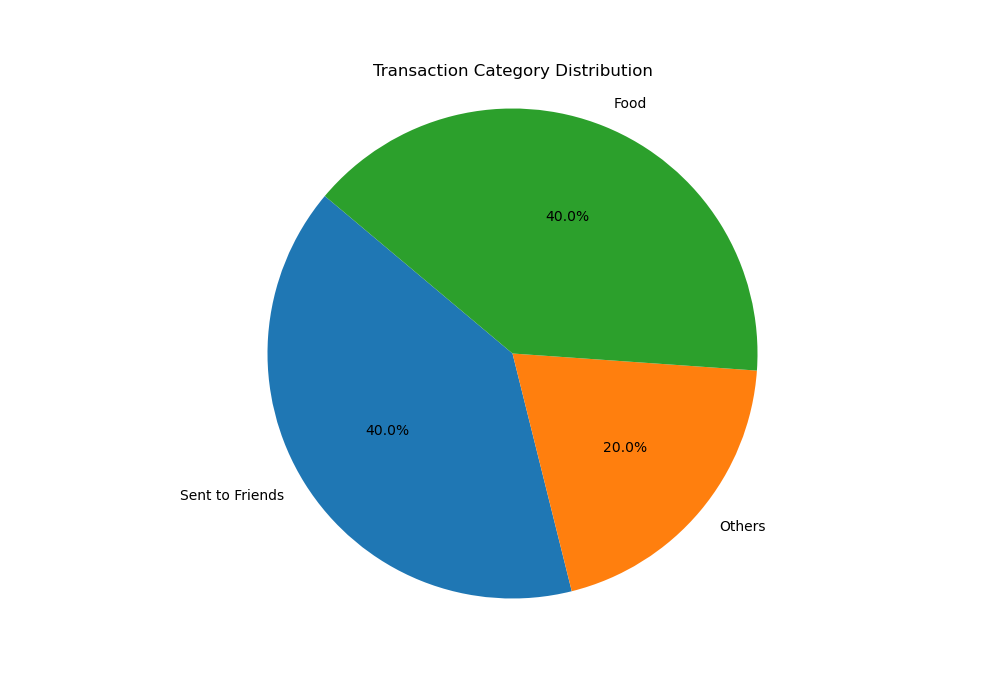 Transaction Category Distribution
Food
40.0%
40.0%
20.0%
Sent to Friends
Others